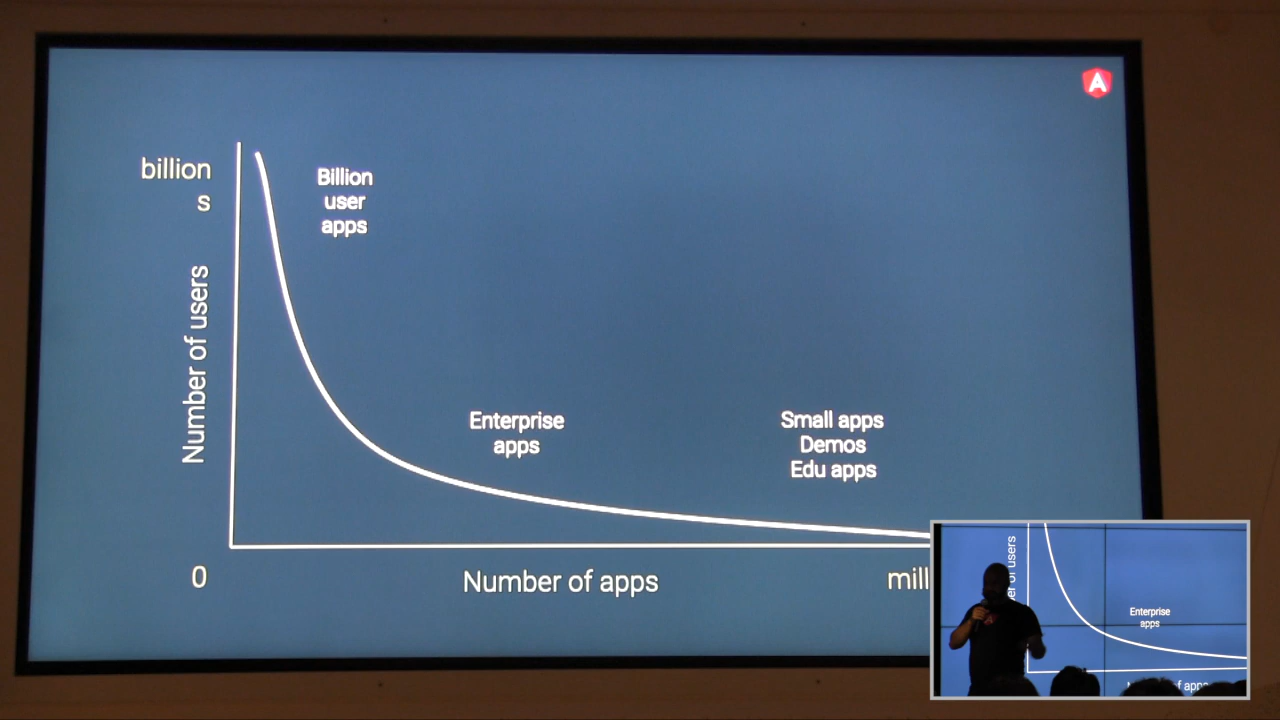 A
billion
s
Billion
user
apps
Number of users
Enterprise
apps
Small apps
Demos
Edu apps
0
Number of apps
mill
Enterprise
apps